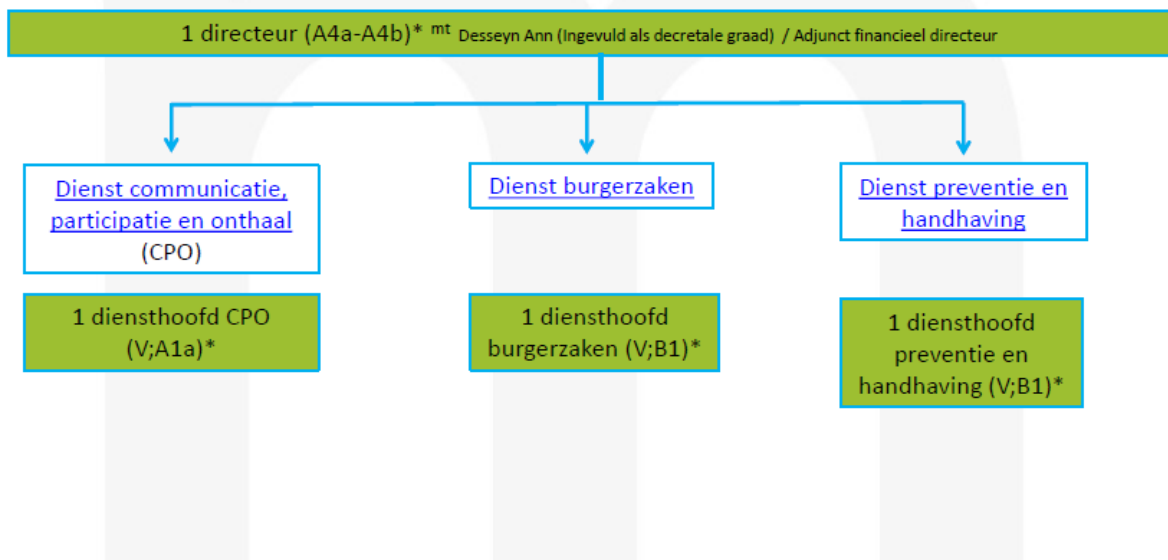 1 directeur (A4a-A4b)* mt Desseyn Ann (Ingevuld als decretale graad) / Adjunct financieel directeur
Dienst communicatie,
participatie en onthaal
(CPO)
Dienst burgerzaken
Dienst preventie en
handhaving
1 diensthoofd CPO
(V;A1a)*
1 diensthoofd
burgerzaken (V;B1)*
1 diensthoofd
preventie en
handhaving (V;B1)*